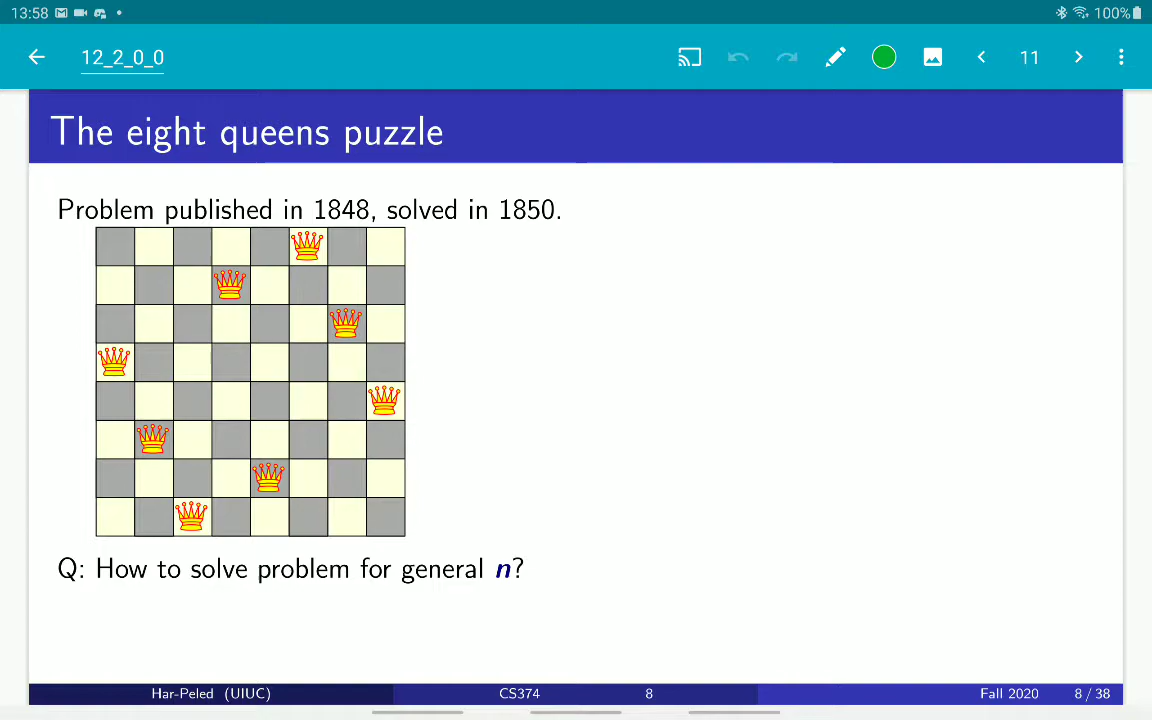 13:58 100%
12_2_0_0 11
The eight queens puzzle
Problem published in 1848, solved in 1850.
Q: How to solve problem for general n?
Har-Peled (UIUC) CS374 8 Fall 2020 8 / 38